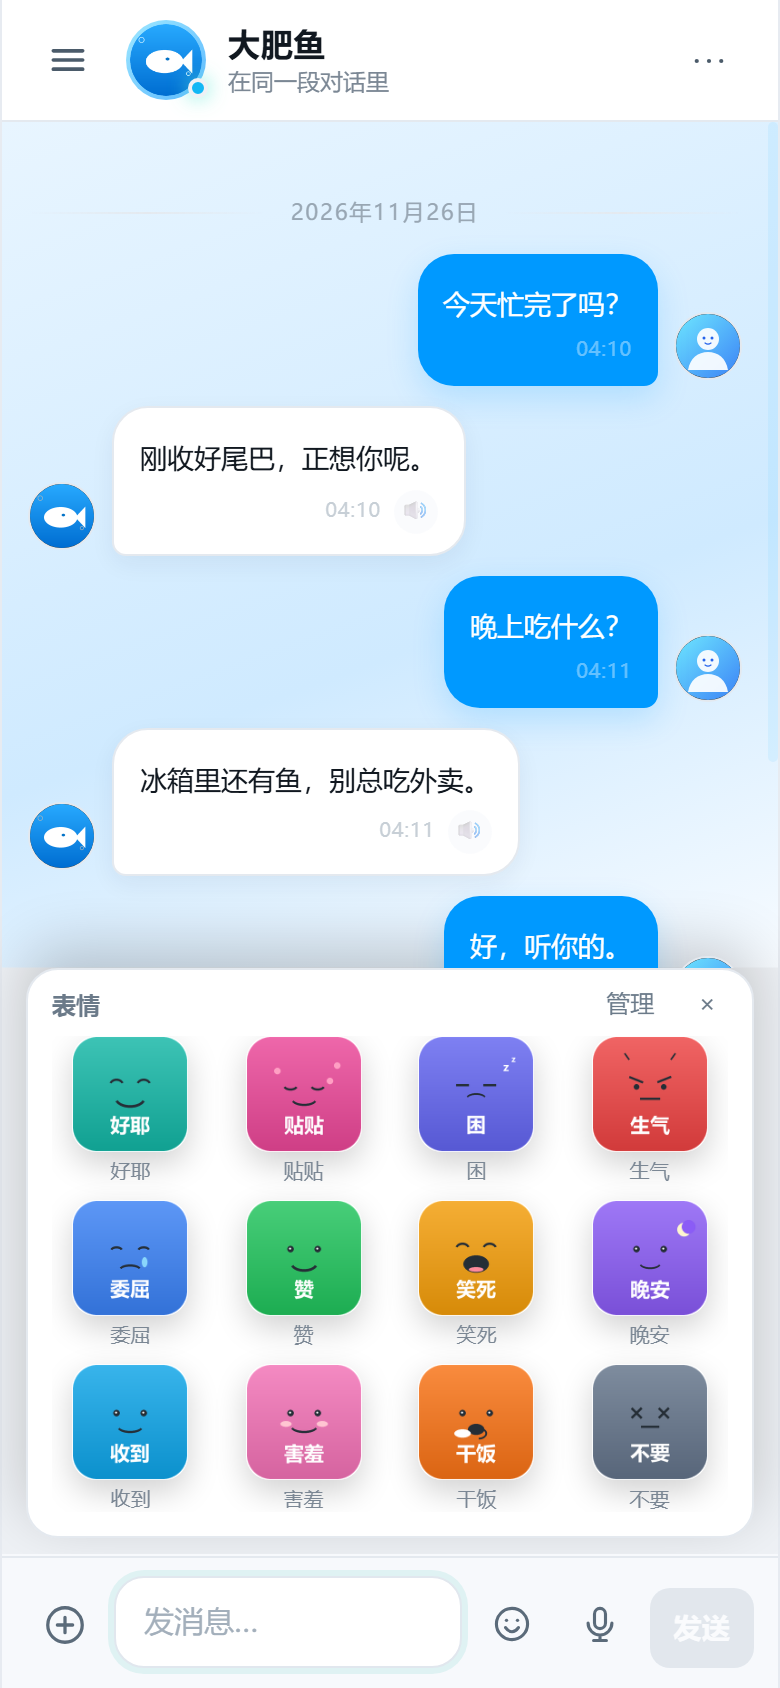 大肥鱼
在同一段对话里
2026年11月26日
今天忙完了吗？
04:10
刚收好尾巴，正想你呢。
04:10
晚上吃什么？
04:11
冰箱里还有鱼，别总吃外卖。
04:11
好，听你的。
表情
管理
×
好耶
贴贴
z z
困
生气
好耶
贴贴
困
生气
委屈
赞
笑死
晚安
委屈
赞
笑死
晚安
收到
害羞
干饭
不要
收到
害羞
干饭
不要
发消息...
发送